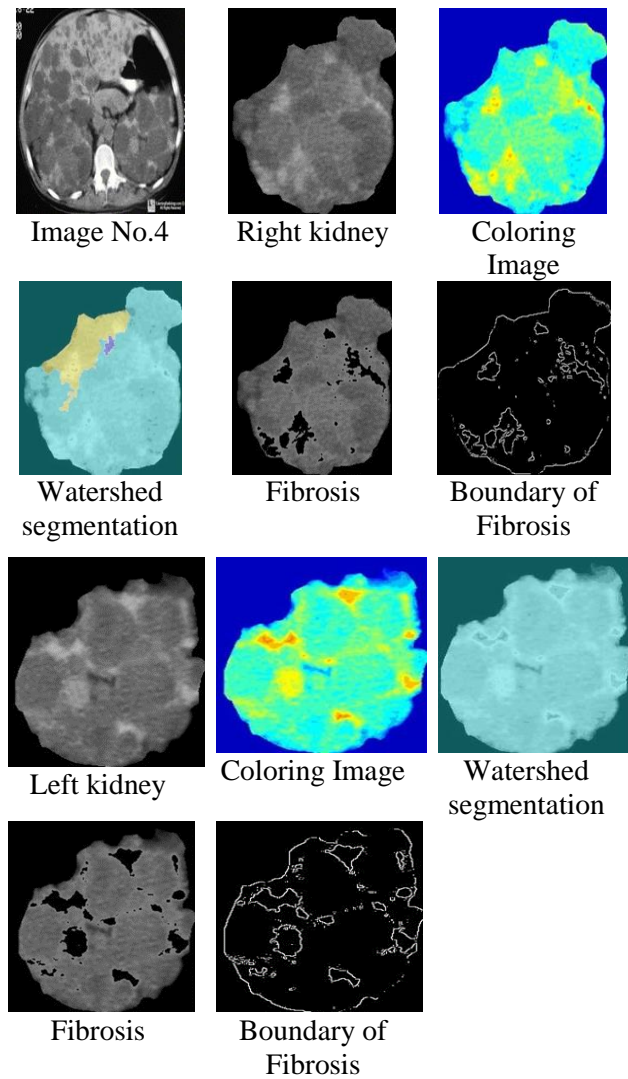 Image No.4
Right kidney
Coloring
Image
Watershed
segmentation
Fibrosis
Boundary of
Fibrosis
Left kidney
Coloring Image
Watershed
segmentation
Fibrosis
Boundary of
Fibrosis